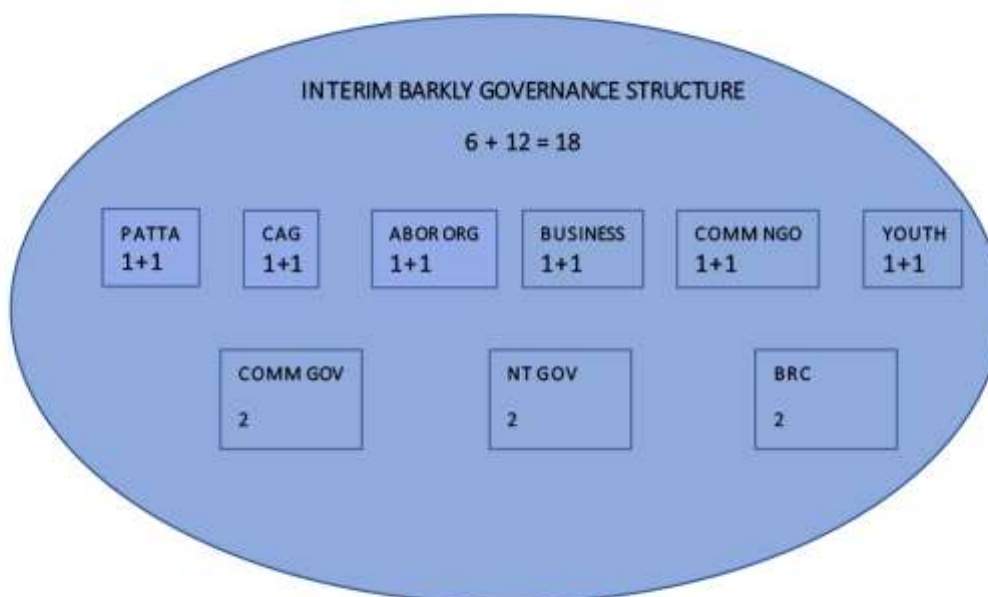 INTERIM BARKLY GOVERNANCE STRUCTURE
6 + 12 = 18
PATTA
1+1
CAG
1+1
ABOR ORG
1+1
BUSINESS
1+1
COMM NGO
1+1
YOUTH
1+1
COMM GOV
2
NT GOV
2
BRC
2